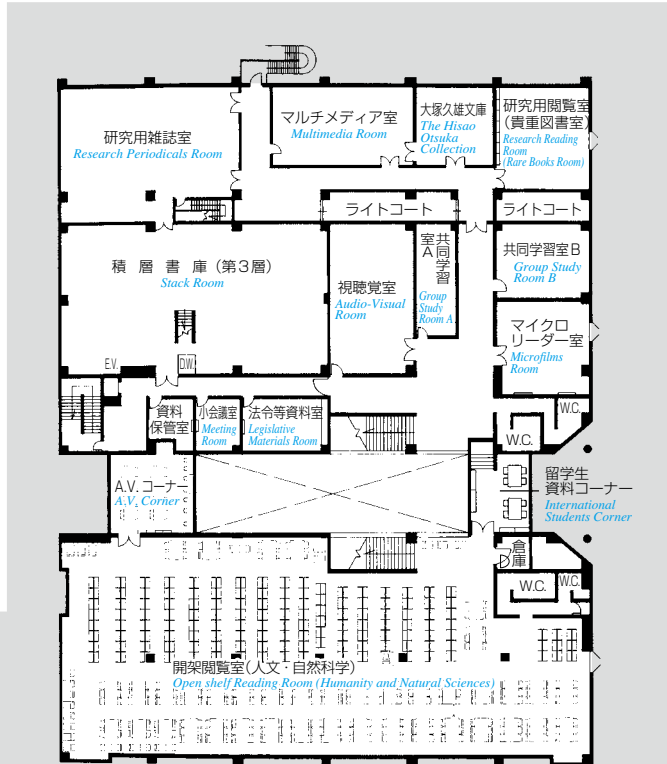 研究用雑誌室
Research Periodicals Room
マルチメディア室
Multimedia Room
大塚久雄文庫
The Hisao
Otsuka
Collection
研究用閲覧室
(貴重図書室)
Research Reading
Room
(Rare Books Room)
ライトコート
ライトコート
積層書庫（第3層）
Stack Room
視聴覚室
Audio-Visual
Room
共同学習
室A
Group
Study
Room A
共同学習室B
Group Study
Room B
マイクロ
リーダー室
Microfilms
Room
E.V.
D.W.
資料
保管室
小会議室
Meeting
Room
法令等資料室
Legislative
Materials Room
W.C.
W.C.
A.V. コーナー
A.V. Corner
留学生
資料コーナー
International
Students Corner
倉庫
W.C.
W.C.
開架閲覧室(人文・自然科学)
Open shelf Reading Room (Humanity and Natural Sciences)